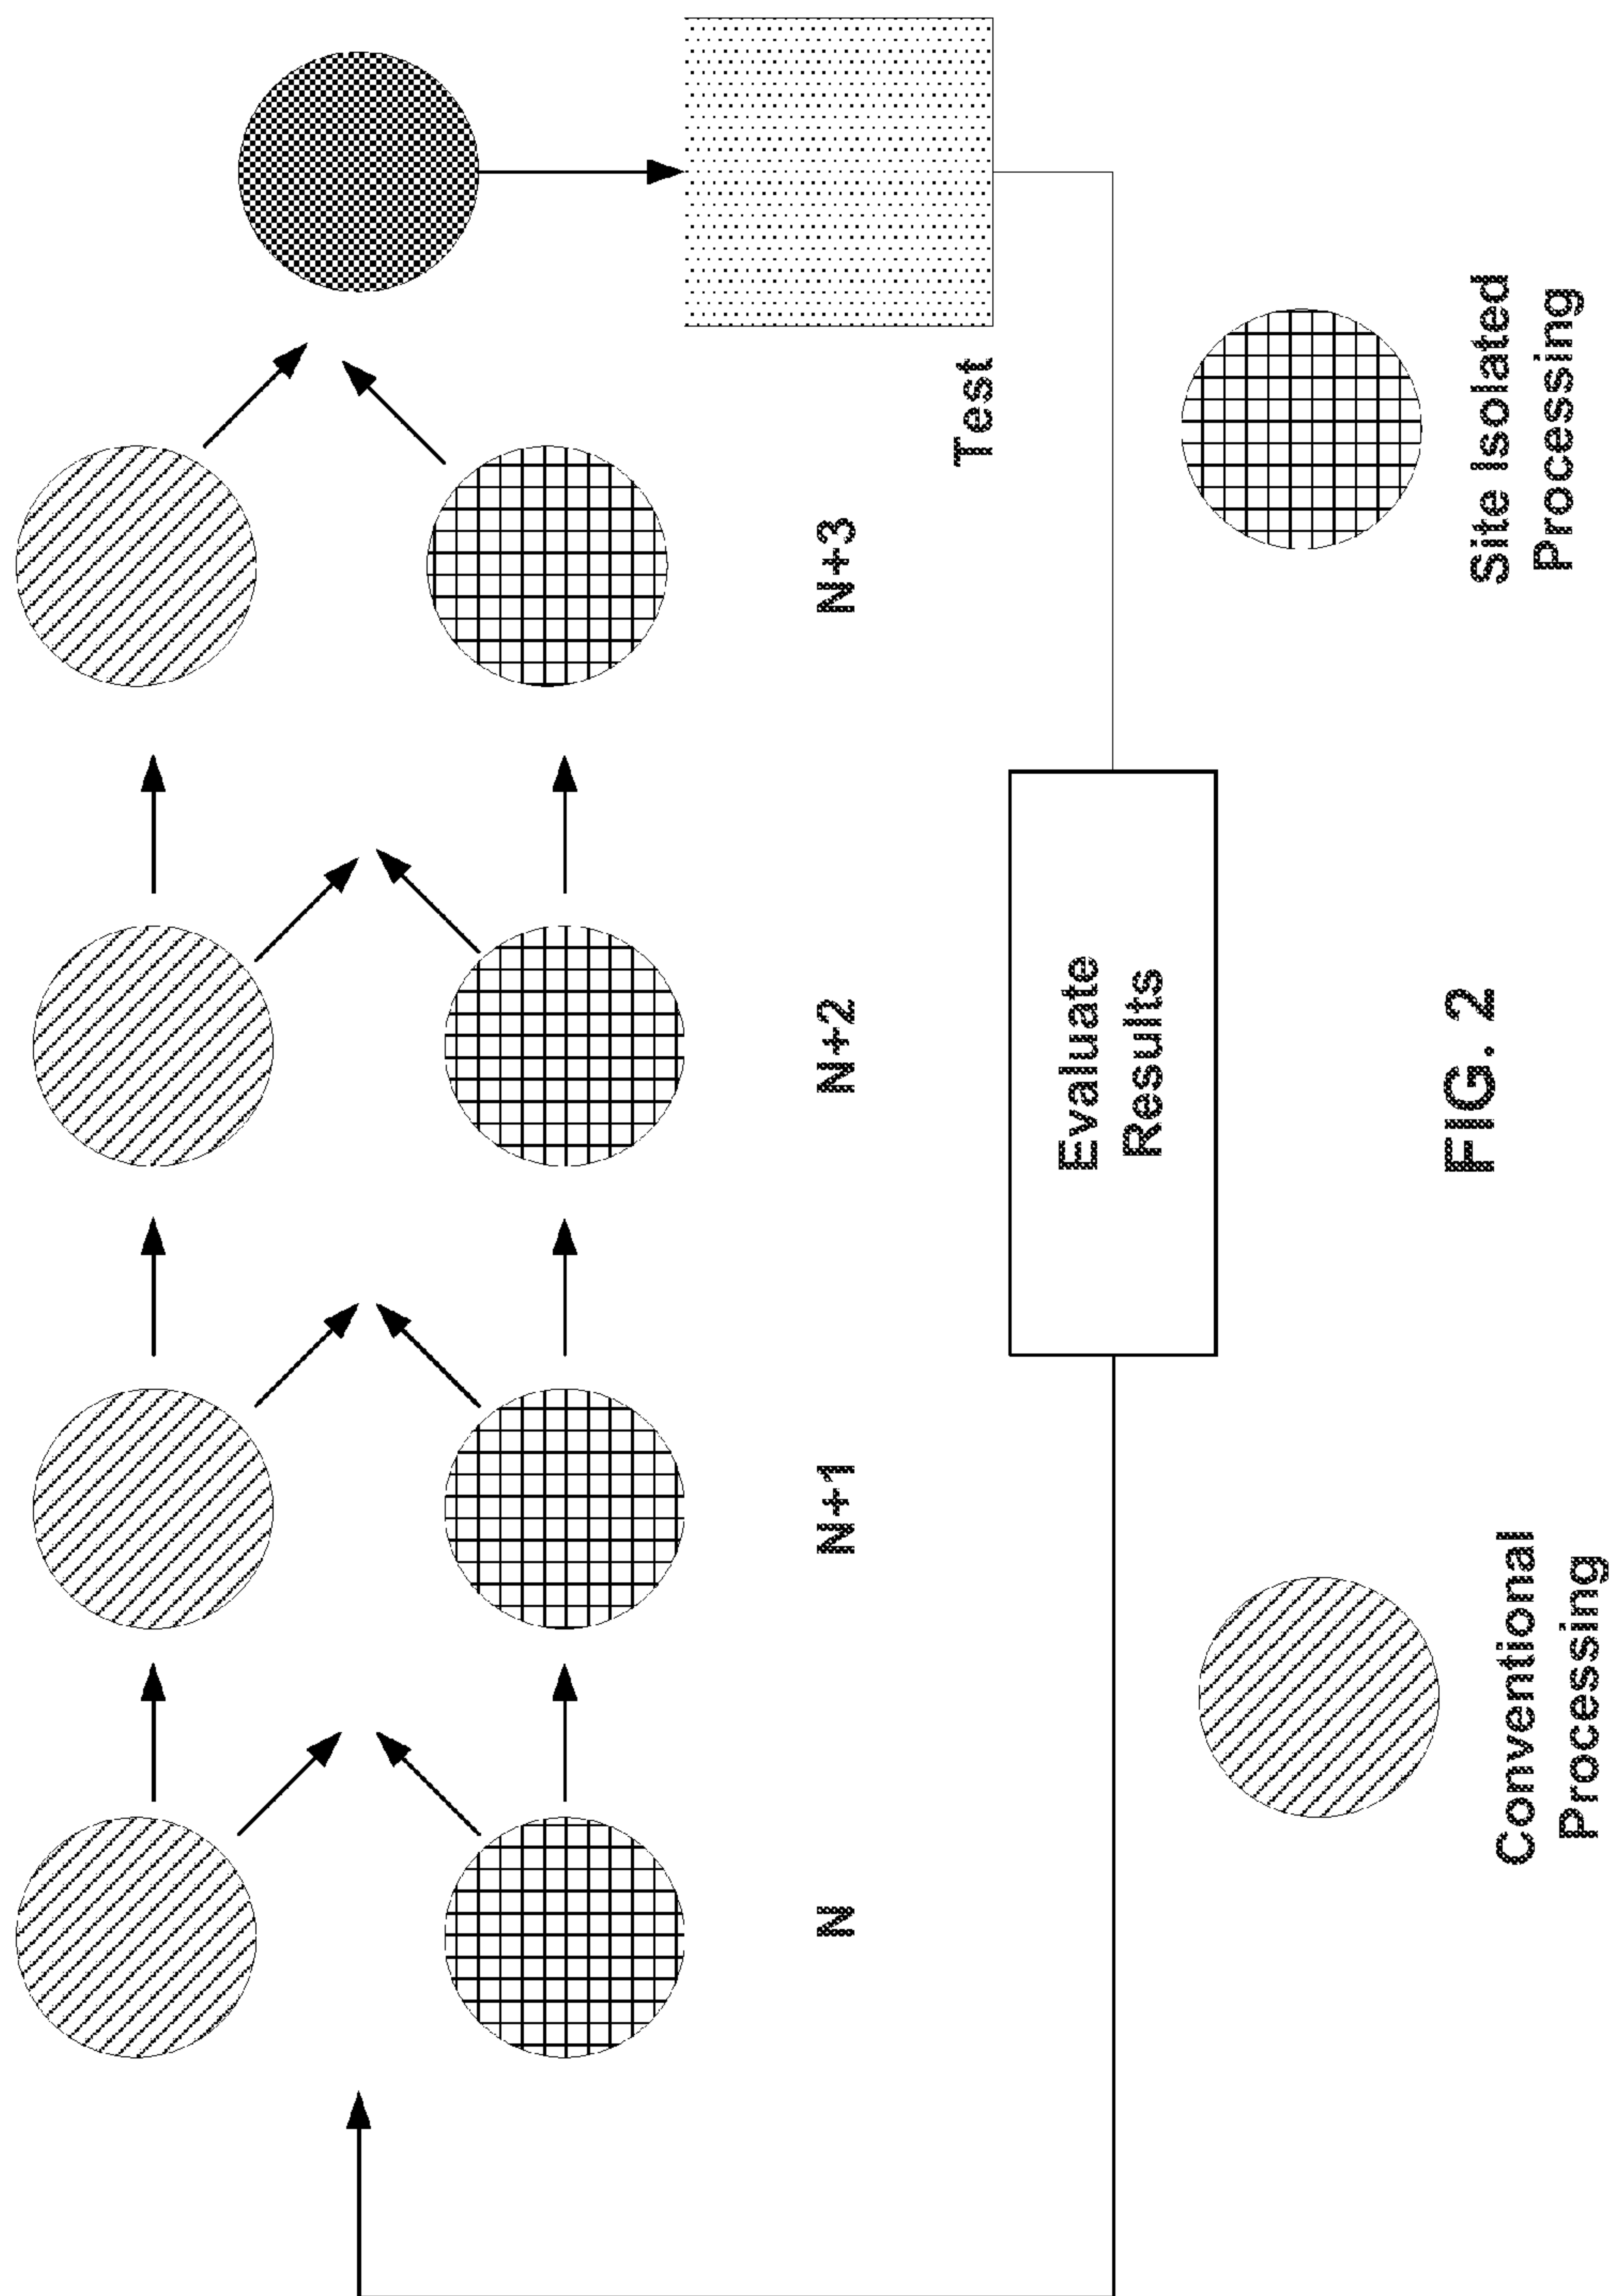 N
N+1
N+2
N+3
Test
Evaluate
Results
Conventional
Processing
Site Isolated
Processing
FIG. 2